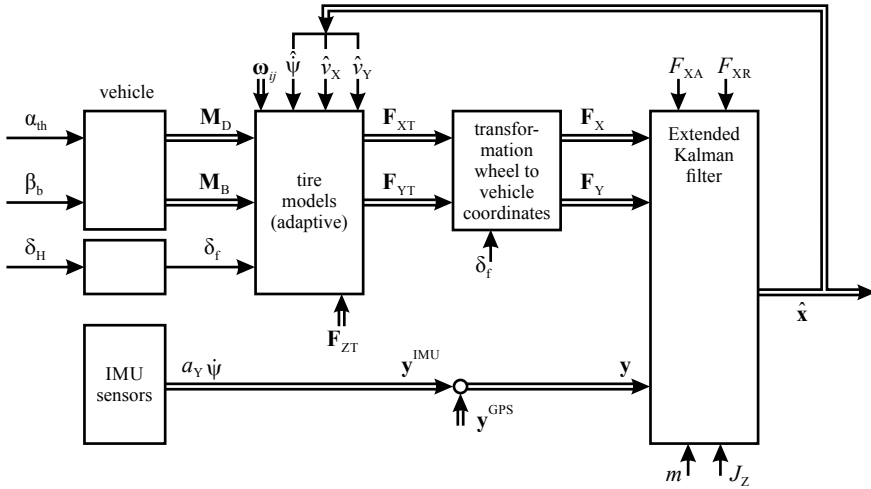 ω_ij ψ̂̇ v̂_X v̂_Y
F_XA F_XR
vehicle
α_th
M_D
F_XT
F_X
β_b
M_B
F_YT
F_Y
δ_H
δ_f
tire
models
(adaptive)
transfor-
mation
wheel to
vehicle
coordinates
δ_f
Extended
Kalman
filter
x̂
F_ZT
IMU
sensors
a_Y ψ̇
y^IMU
y^GPS
y
m
J_Z